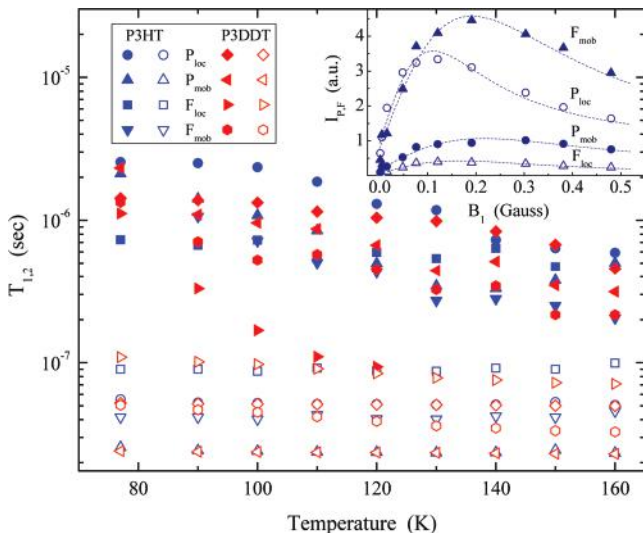 P3HT P3DDT
P_loc
P_mob
F_loc
F_mob
I_P,F (a.u.)
5
4
3
2
1
0
F_mob
P_loc
P_mob
F_loc
0.0 0.1 0.2 0.3 0.4 0.5
B_1 (Gauss)
T_1,2 (sec)
10^-5
10^-6
10^-7
80 100 120 140 160
Temperature (K)